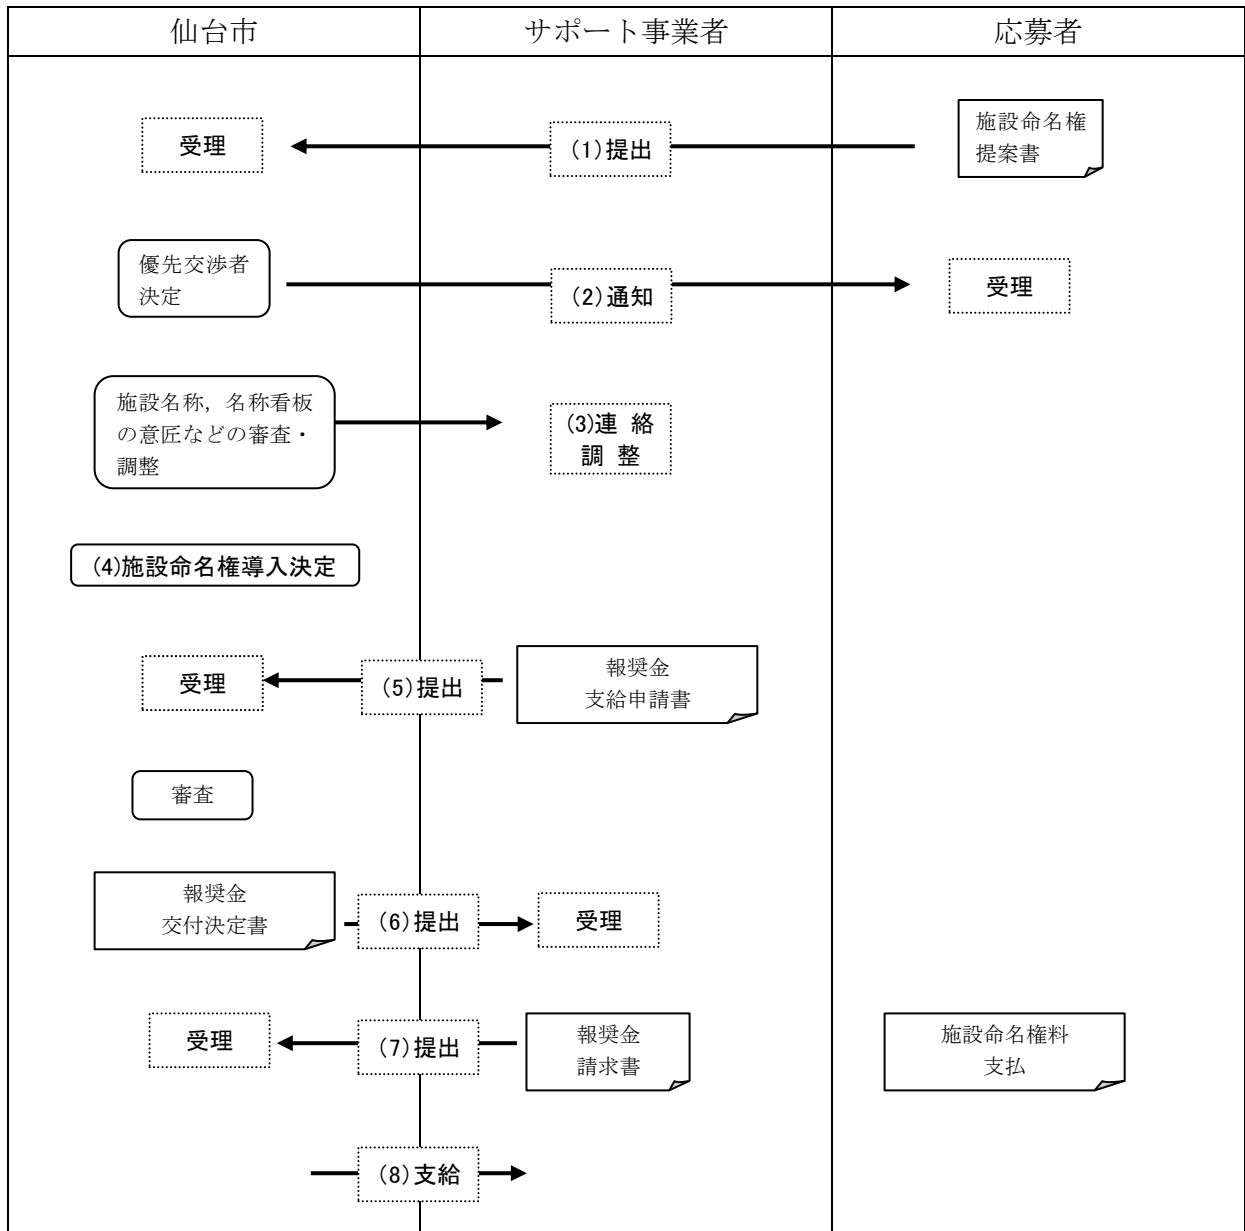 仙台市
サポート事業者
応募者
受理
(1)提出
施設命名権
提案書
優先交渉者
決定
(2)通知
受理
施設名称，名称看板
の意匠などの審査・
調整
(3)連 絡
調 整
(4)施設命名権導入決定
受理
(5)提出
報奨金
支給申請書
審査
報奨金
交付決定書
(6)提出
受理
受理
(7)提出
報奨金
請求書
施設命名権料
支払
(8)支給